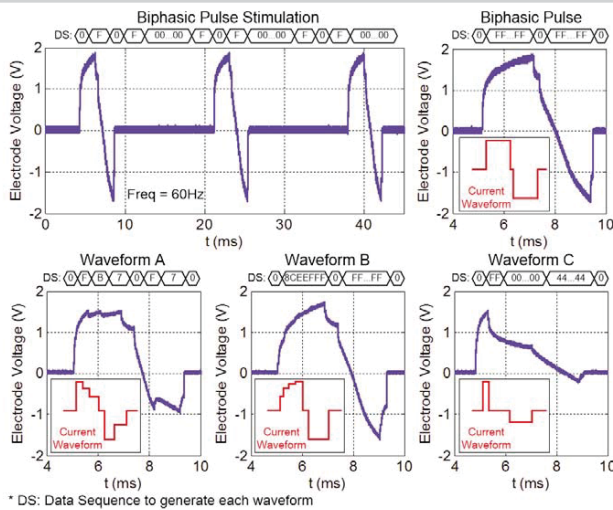 Biphasic Pulse Stimulation
DS: 0 F 0 F 00...00 F 0 F 00...00 F 0 F 00...00
Electrode Voltage (V)
2
1
0
-1
-2
Freq = 60Hz
0 10 20 30 40
t (ms)
Biphasic Pulse
DS: 0 FF...FF 0 FF...FF 0
Electrode Voltage (V)
2
1
0
-1
-2
Current
Waveform
4 6 8 10
t (ms)
Waveform A
DS: 0 F B 7 0 F 7 0
Electrode Voltage (V)
2
1
0
-1
-2
Current
Waveform
4 6 8 10
t (ms)
Waveform B
DS: 0 8CEEFFF 0 FF...FF 0
Electrode Voltage (V)
2
1
0
-1
-2
Current
Waveform
4 6 8 10
t (ms)
Waveform C
DS: 0 FF 00...00 44...44 0
Electrode Voltage (V)
2
1
0
-1
-2
Current
Waveform
4 6 8 10
t (ms)
* DS: Data Sequence to generate each waveform